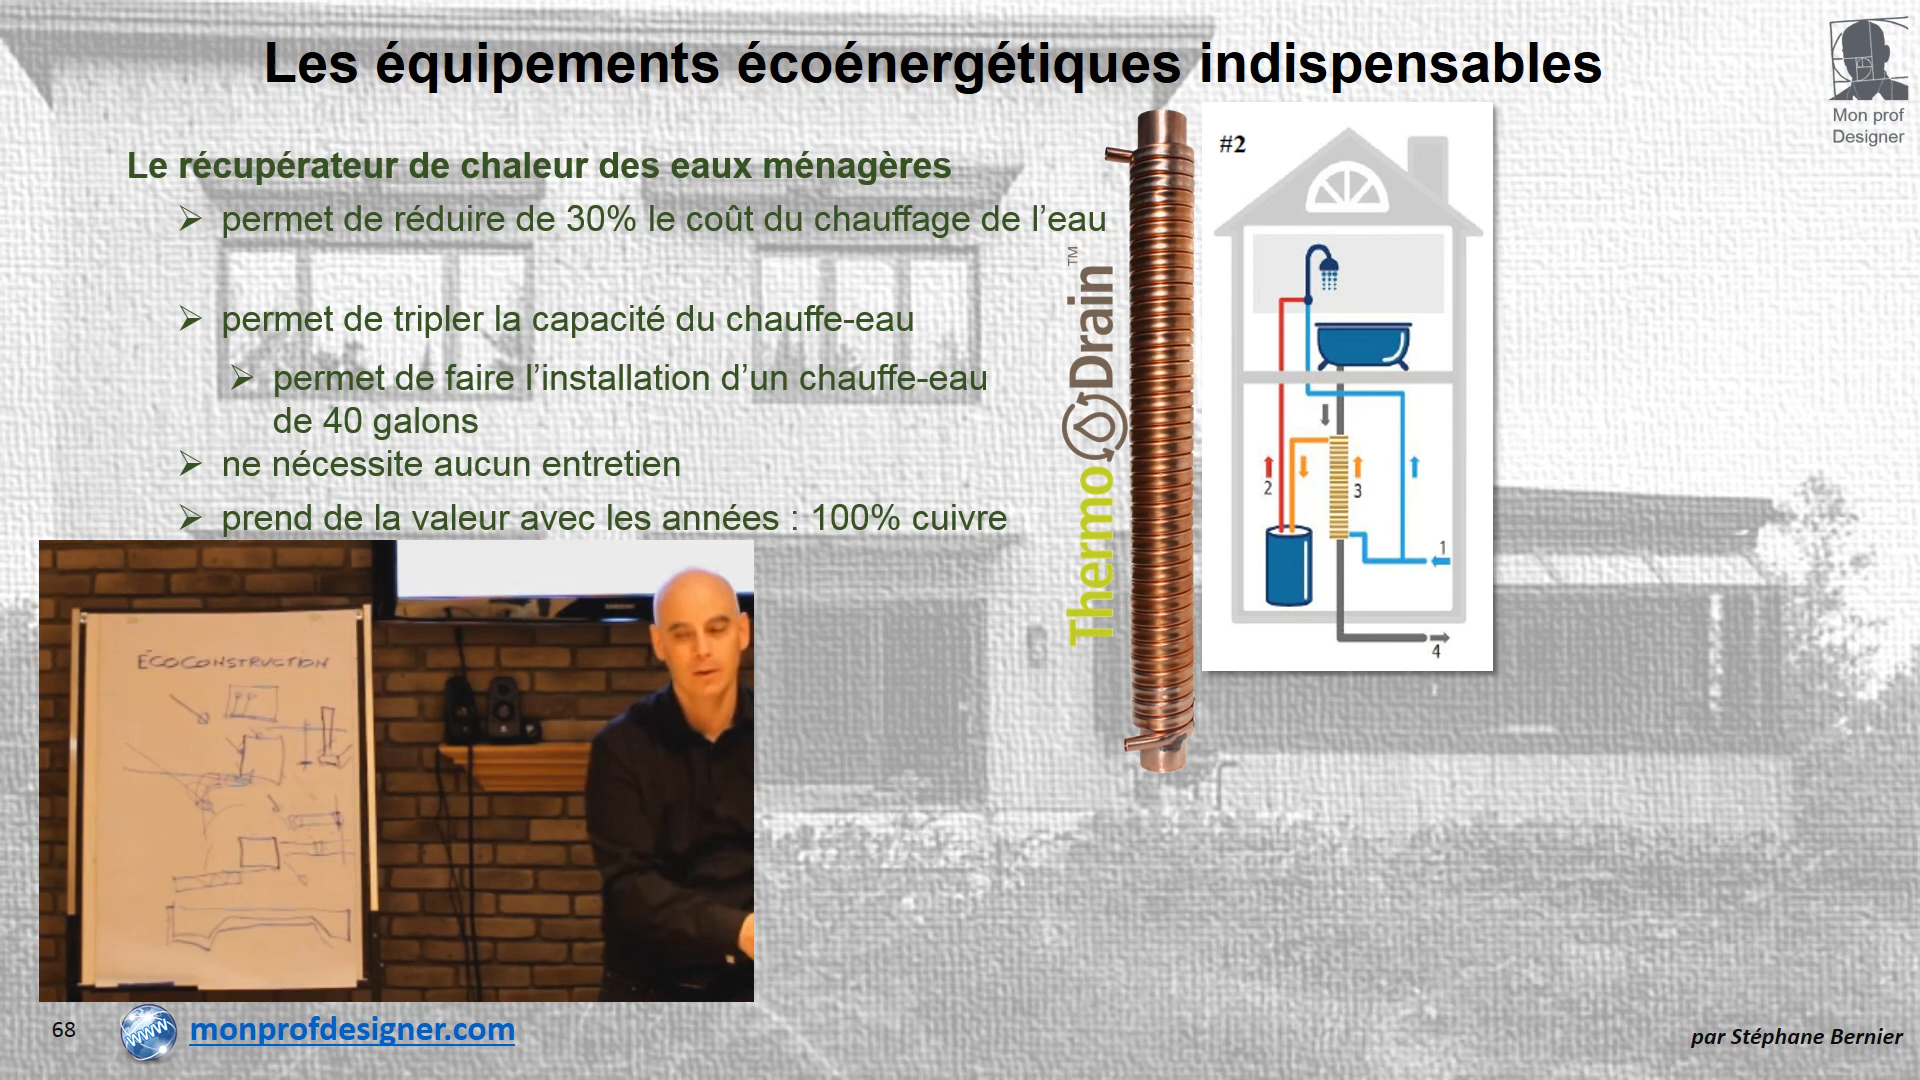 Les équipements écoénergétiques indispensables
Mon prof
Designer
Le récupérateur de chaleur des eaux ménagères
permet de réduire de 30% le coût du chauffage de l’eau
permet de tripler la capacité du chauffe-eau
permet de faire l’installation d’un chauffe-eau
de 40 galons
ne nécessite aucun entretien
prend de la valeur avec les années : 100% cuivre
ThermoDrain™
#2
2
3
1
4
SAMSUNG
ÉCOCONSTRUCTION
68
www
monprofdesigner.com
par Stéphane Bernier